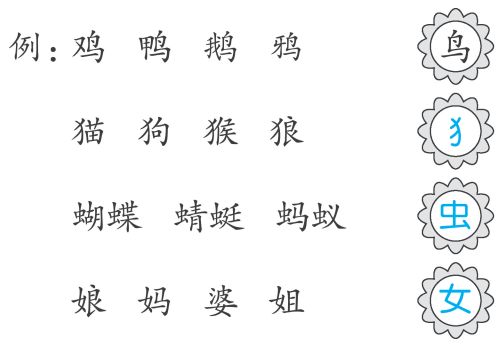 例：鸡 鸭 鹅 鸦 鸟
猫 狗 猴 狼 犭
蝴蝶 蜻蜓 蚂蚁 虫
娘 妈 婆 姐 女